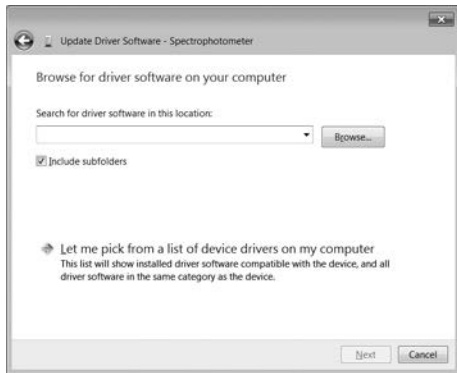 Update Driver Software - Spectrophotometer
Browse for driver software on your computer
Search for driver software in this location:
Browse...
Include subfolders
Let me pick from a list of device drivers on my computer
This list will show installed driver software compatible with the device, and all
driver software in the same category as the device.
Next
Cancel